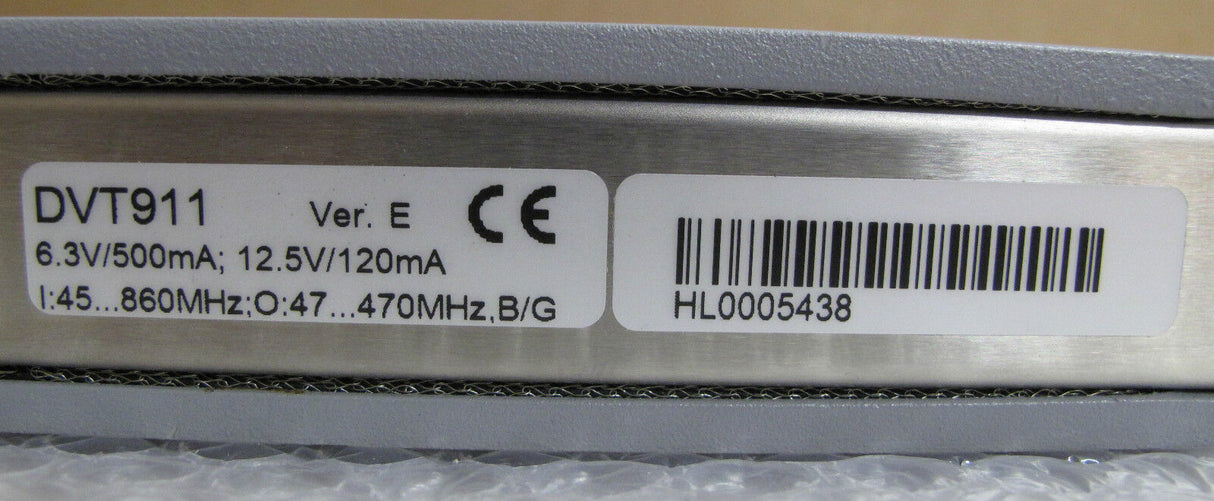 DVT911 Ver. E CE
6.3V/500mA; 12.5V/120mA
I:45...860MHz;O:47...470MHz,B/G
HL0005438